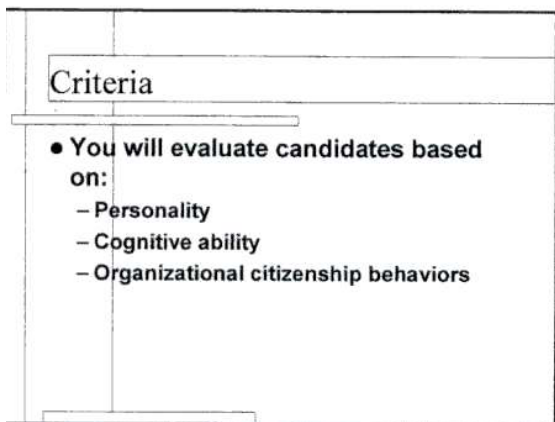 Criteria
● You will evaluate candidates based
on:
– Personality
– Cognitive ability
– Organizational citizenship behaviors